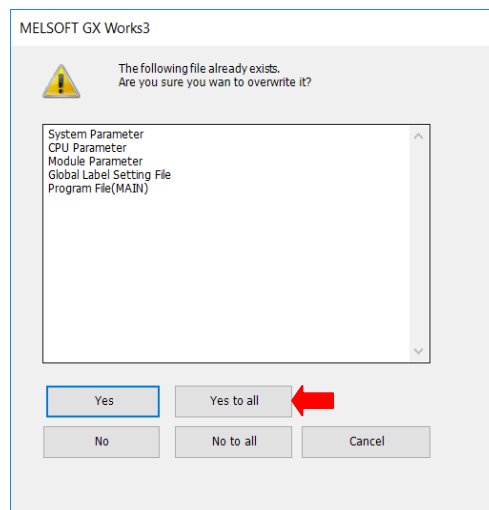 MELSOFT GX Works3
The following file already exists.
Are you sure you wan to overwrite it?
System Parameter
CPU Parameter
Module Parameter
Global Label Setting File
Program File(MAIN)
Yes
Yes to all
No
No to all
Cancel